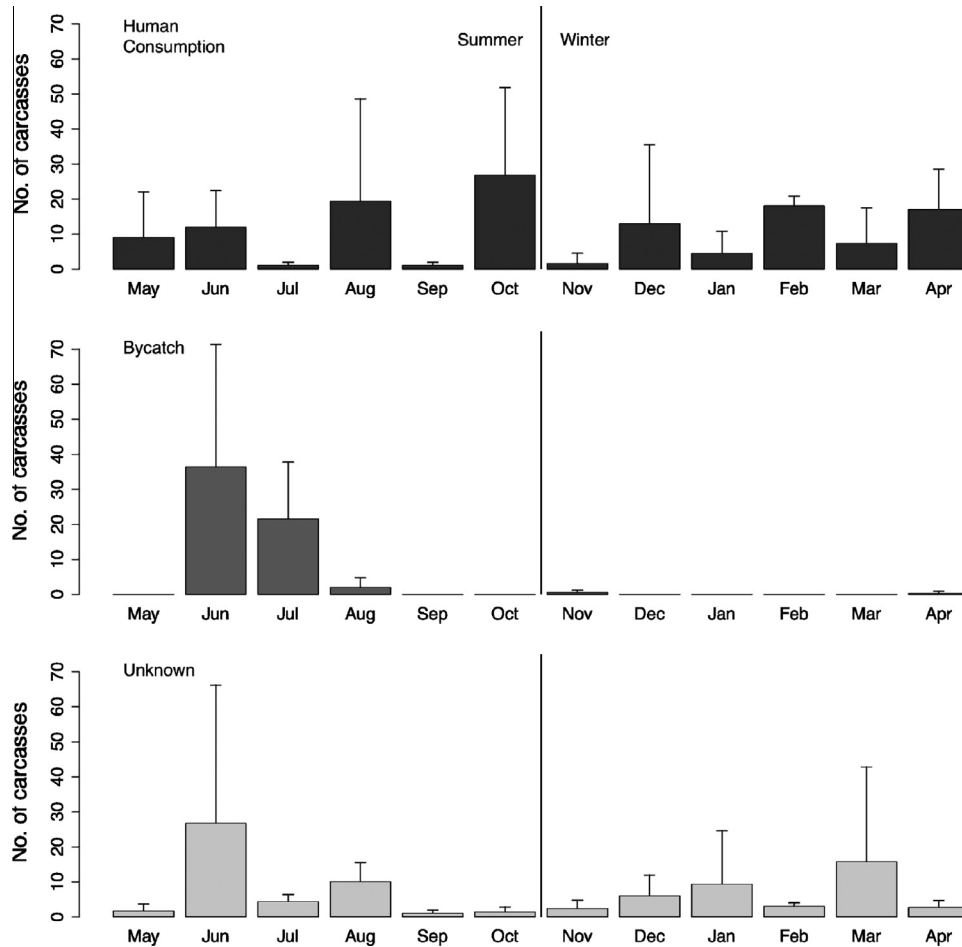 Human
Consumption
Summer
Winter
No. of carcasses
70
60
50
40
30
20
10
0
May Jun Jul Aug Sep Oct Nov Dec Jan Feb Mar Apr
Bycatch
No. of carcasses
70
60
50
40
30
20
10
0
May Jun Jul Aug Sep Oct Nov Dec Jan Feb Mar Apr
Unknown
No. of carcasses
70
60
50
40
30
20
10
0
May Jun Jul Aug Sep Oct Nov Dec Jan Feb Mar Apr